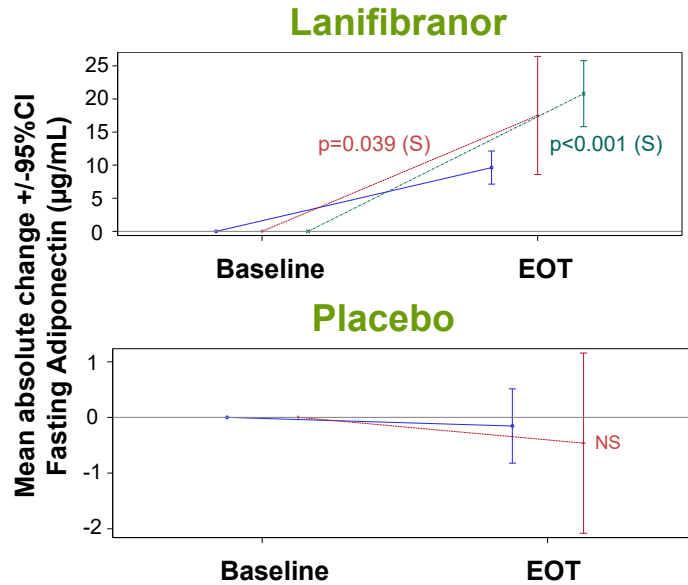 Lanifibranor
Mean absolute change +/-95%CI
Fasting Adiponectin (µg/mL)
25
20
15
10
5
0
p=0.039 (S)
p<0.001 (S)
Baseline
EOT
Placebo
1
0
-1
-2
NS
Baseline
EOT